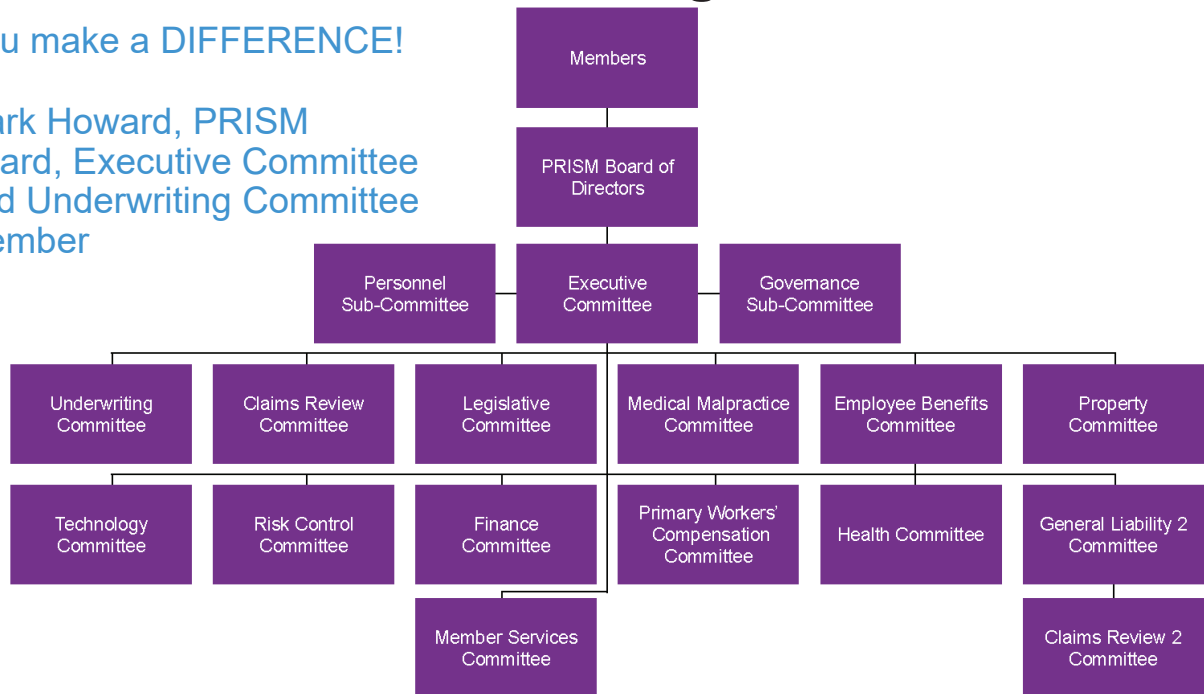 u make a DIFFERENCE!
ark Howard, PRISM
ard, Executive Committee
d Underwriting Committee
ember
Members
PRISM Board of
Directors
Personnel
Sub-Committee
Executive
Committee
Governance
Sub-Committee
Underwriting
Committee
Claims Review
Committee
Legislative
Committee
Medical Malpractice
Committee
Employee Benefits
Committee
Property
Committee
Technology
Committee
Risk Control
Committee
Finance
Committee
Primary Workers'
Compensation
Committee
Health Committee
General Liability 2
Committee
Member Services
Committee
Claims Review 2
Committee